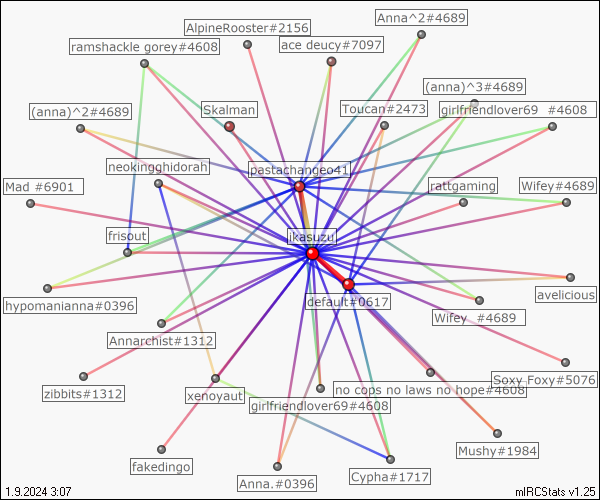 Anna^2#4689
AlpineRooster#2156
ramshackle gorey#4608
ace deucy#7097
(anna)^3#4689
(anna)^2#4689
Skalman
Toucan#2473
girlfriendlover69 #4608
neokingghidorah
pastachangeo41
Mad #6901
rattgaming
Wifey#4689
frisout
ikasuzu
hypomanianna#0396
default#0617
avelicious
Annarchist#1312
Wifey #4689
zibbits#1312
xenoyaut
no cops no laws no hope#4608
Soxy Foxy#5076
girlfriendlover69#4608
fakedingo
Anna.#0396
Cypha#1717
Mushy#1984
1.9.2024 3:07
mIRCStats v1.25